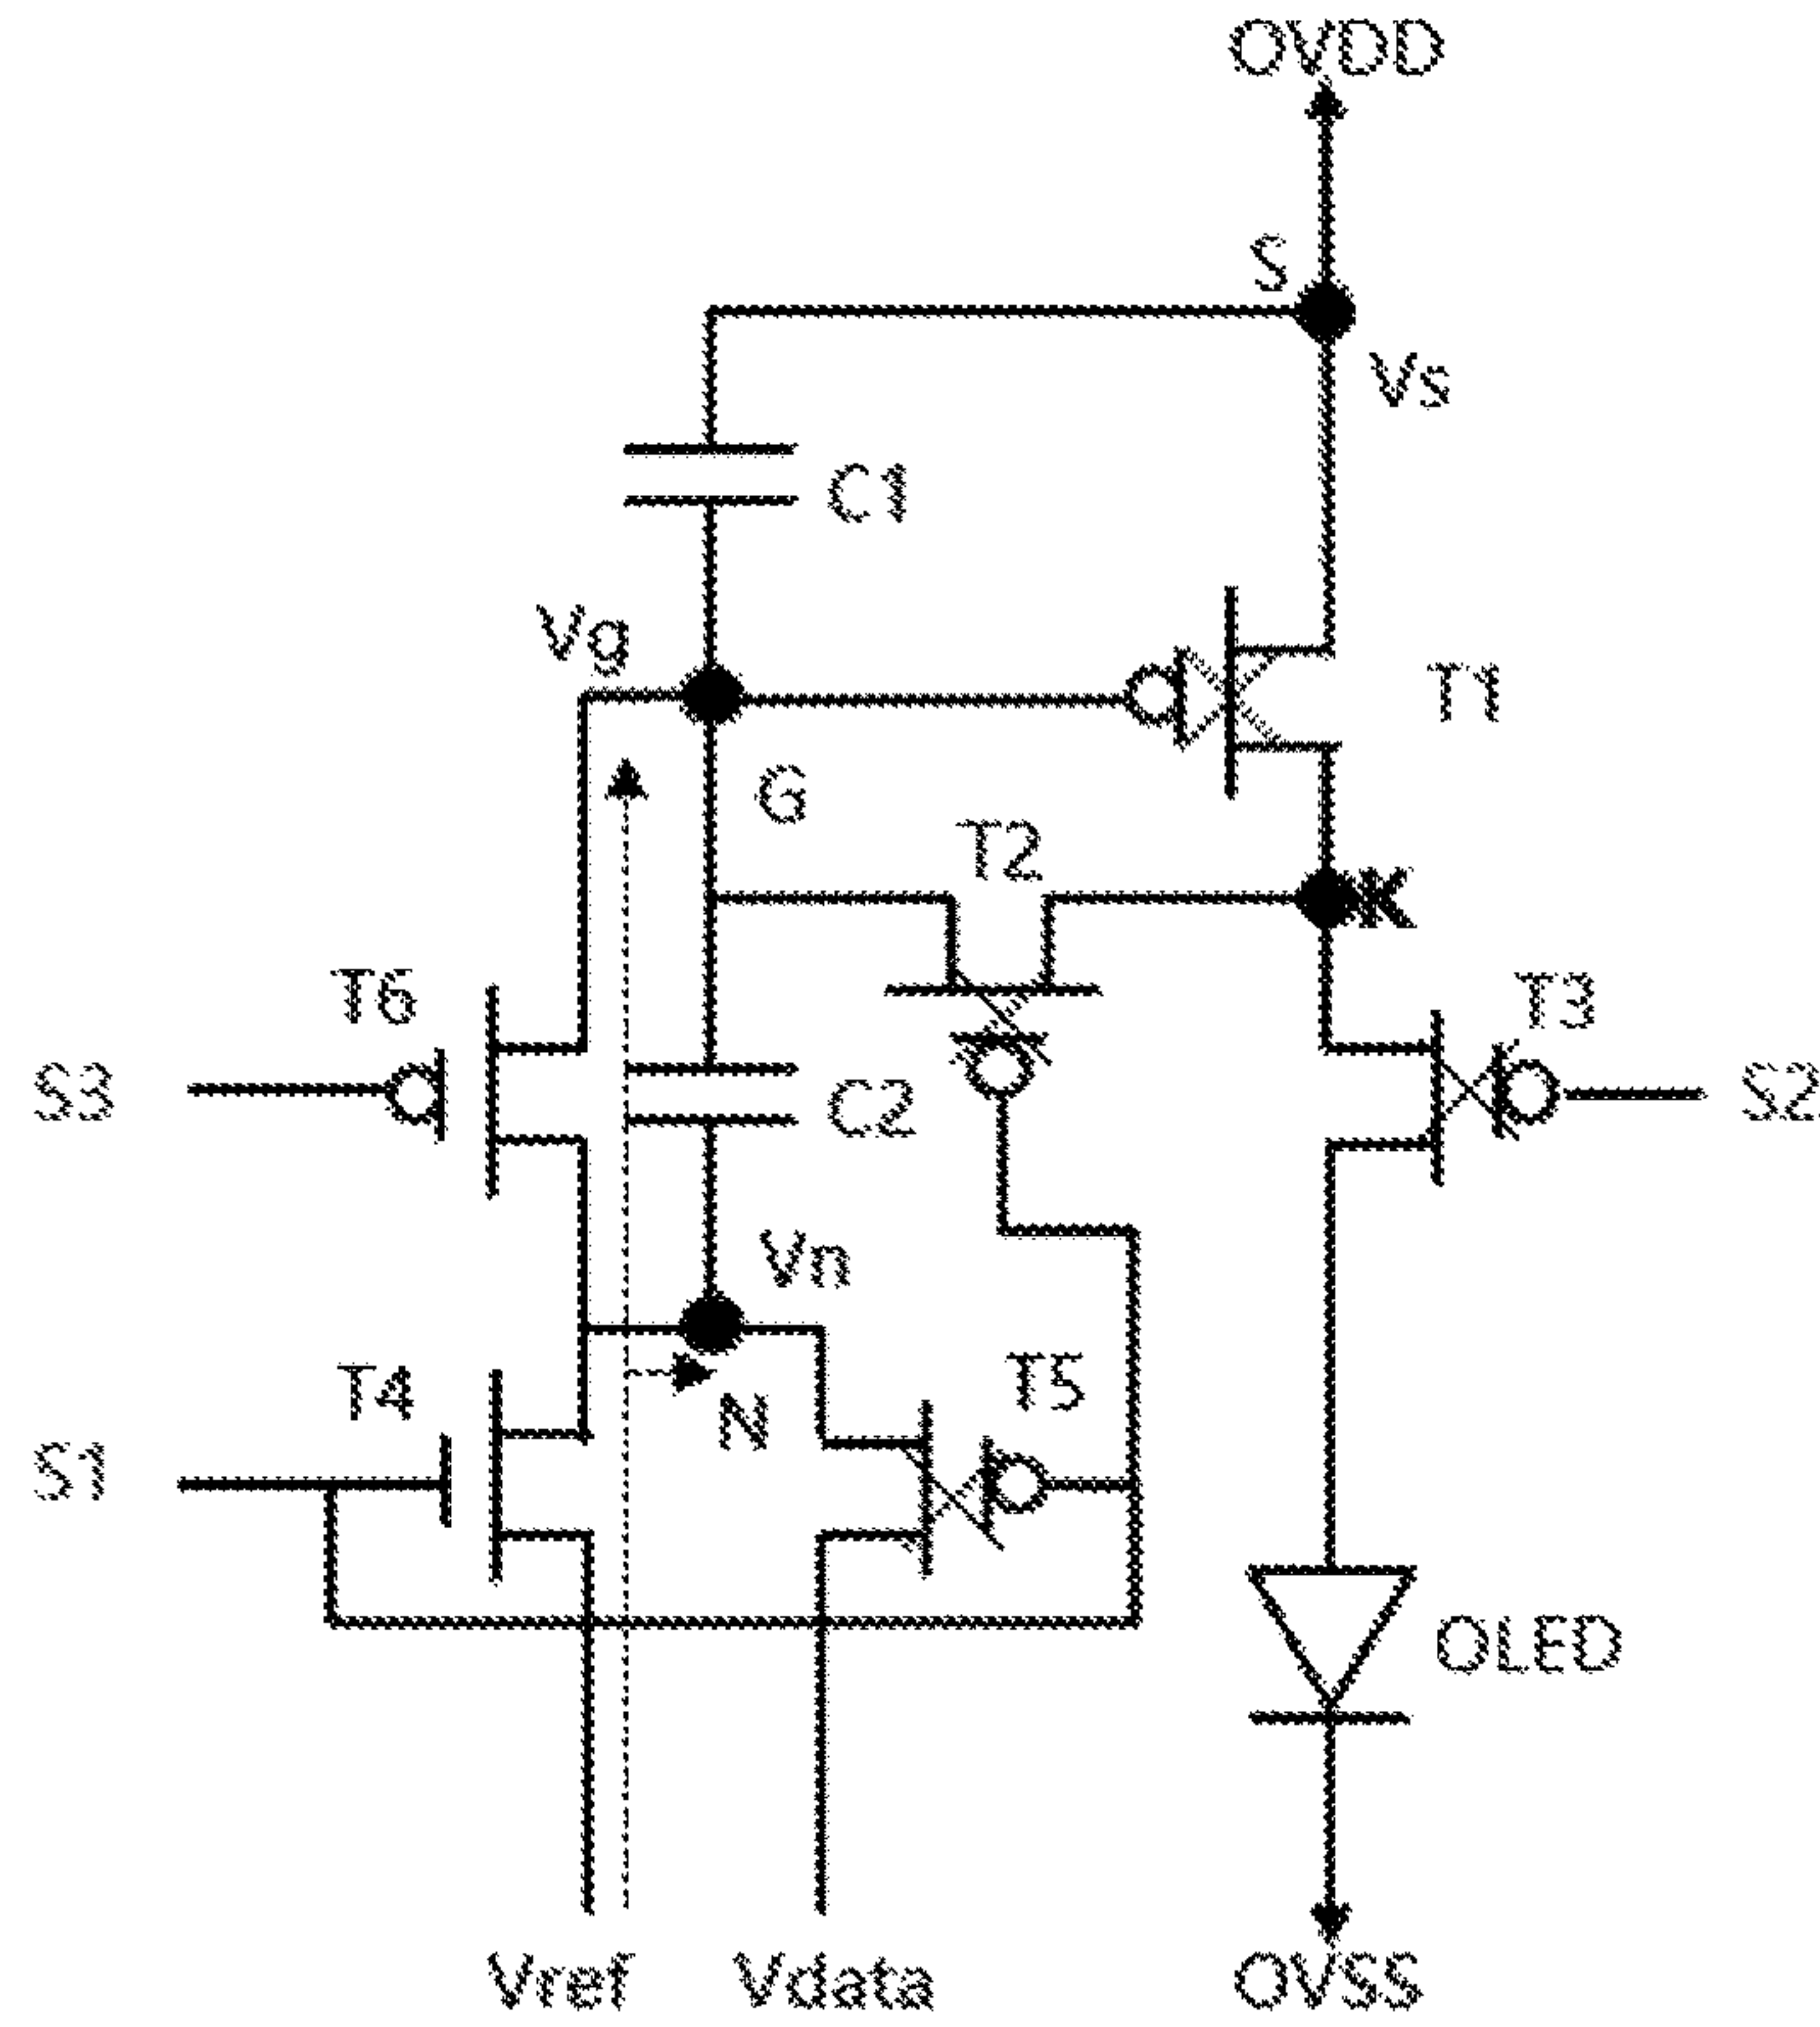 OVDD
S
Vs
C1
Vg
T1
G
T2
K
T6
T3
S3
C2
S2
Vn
T5
T4
N
S1
OLED
Vref
Vdata
OVSS